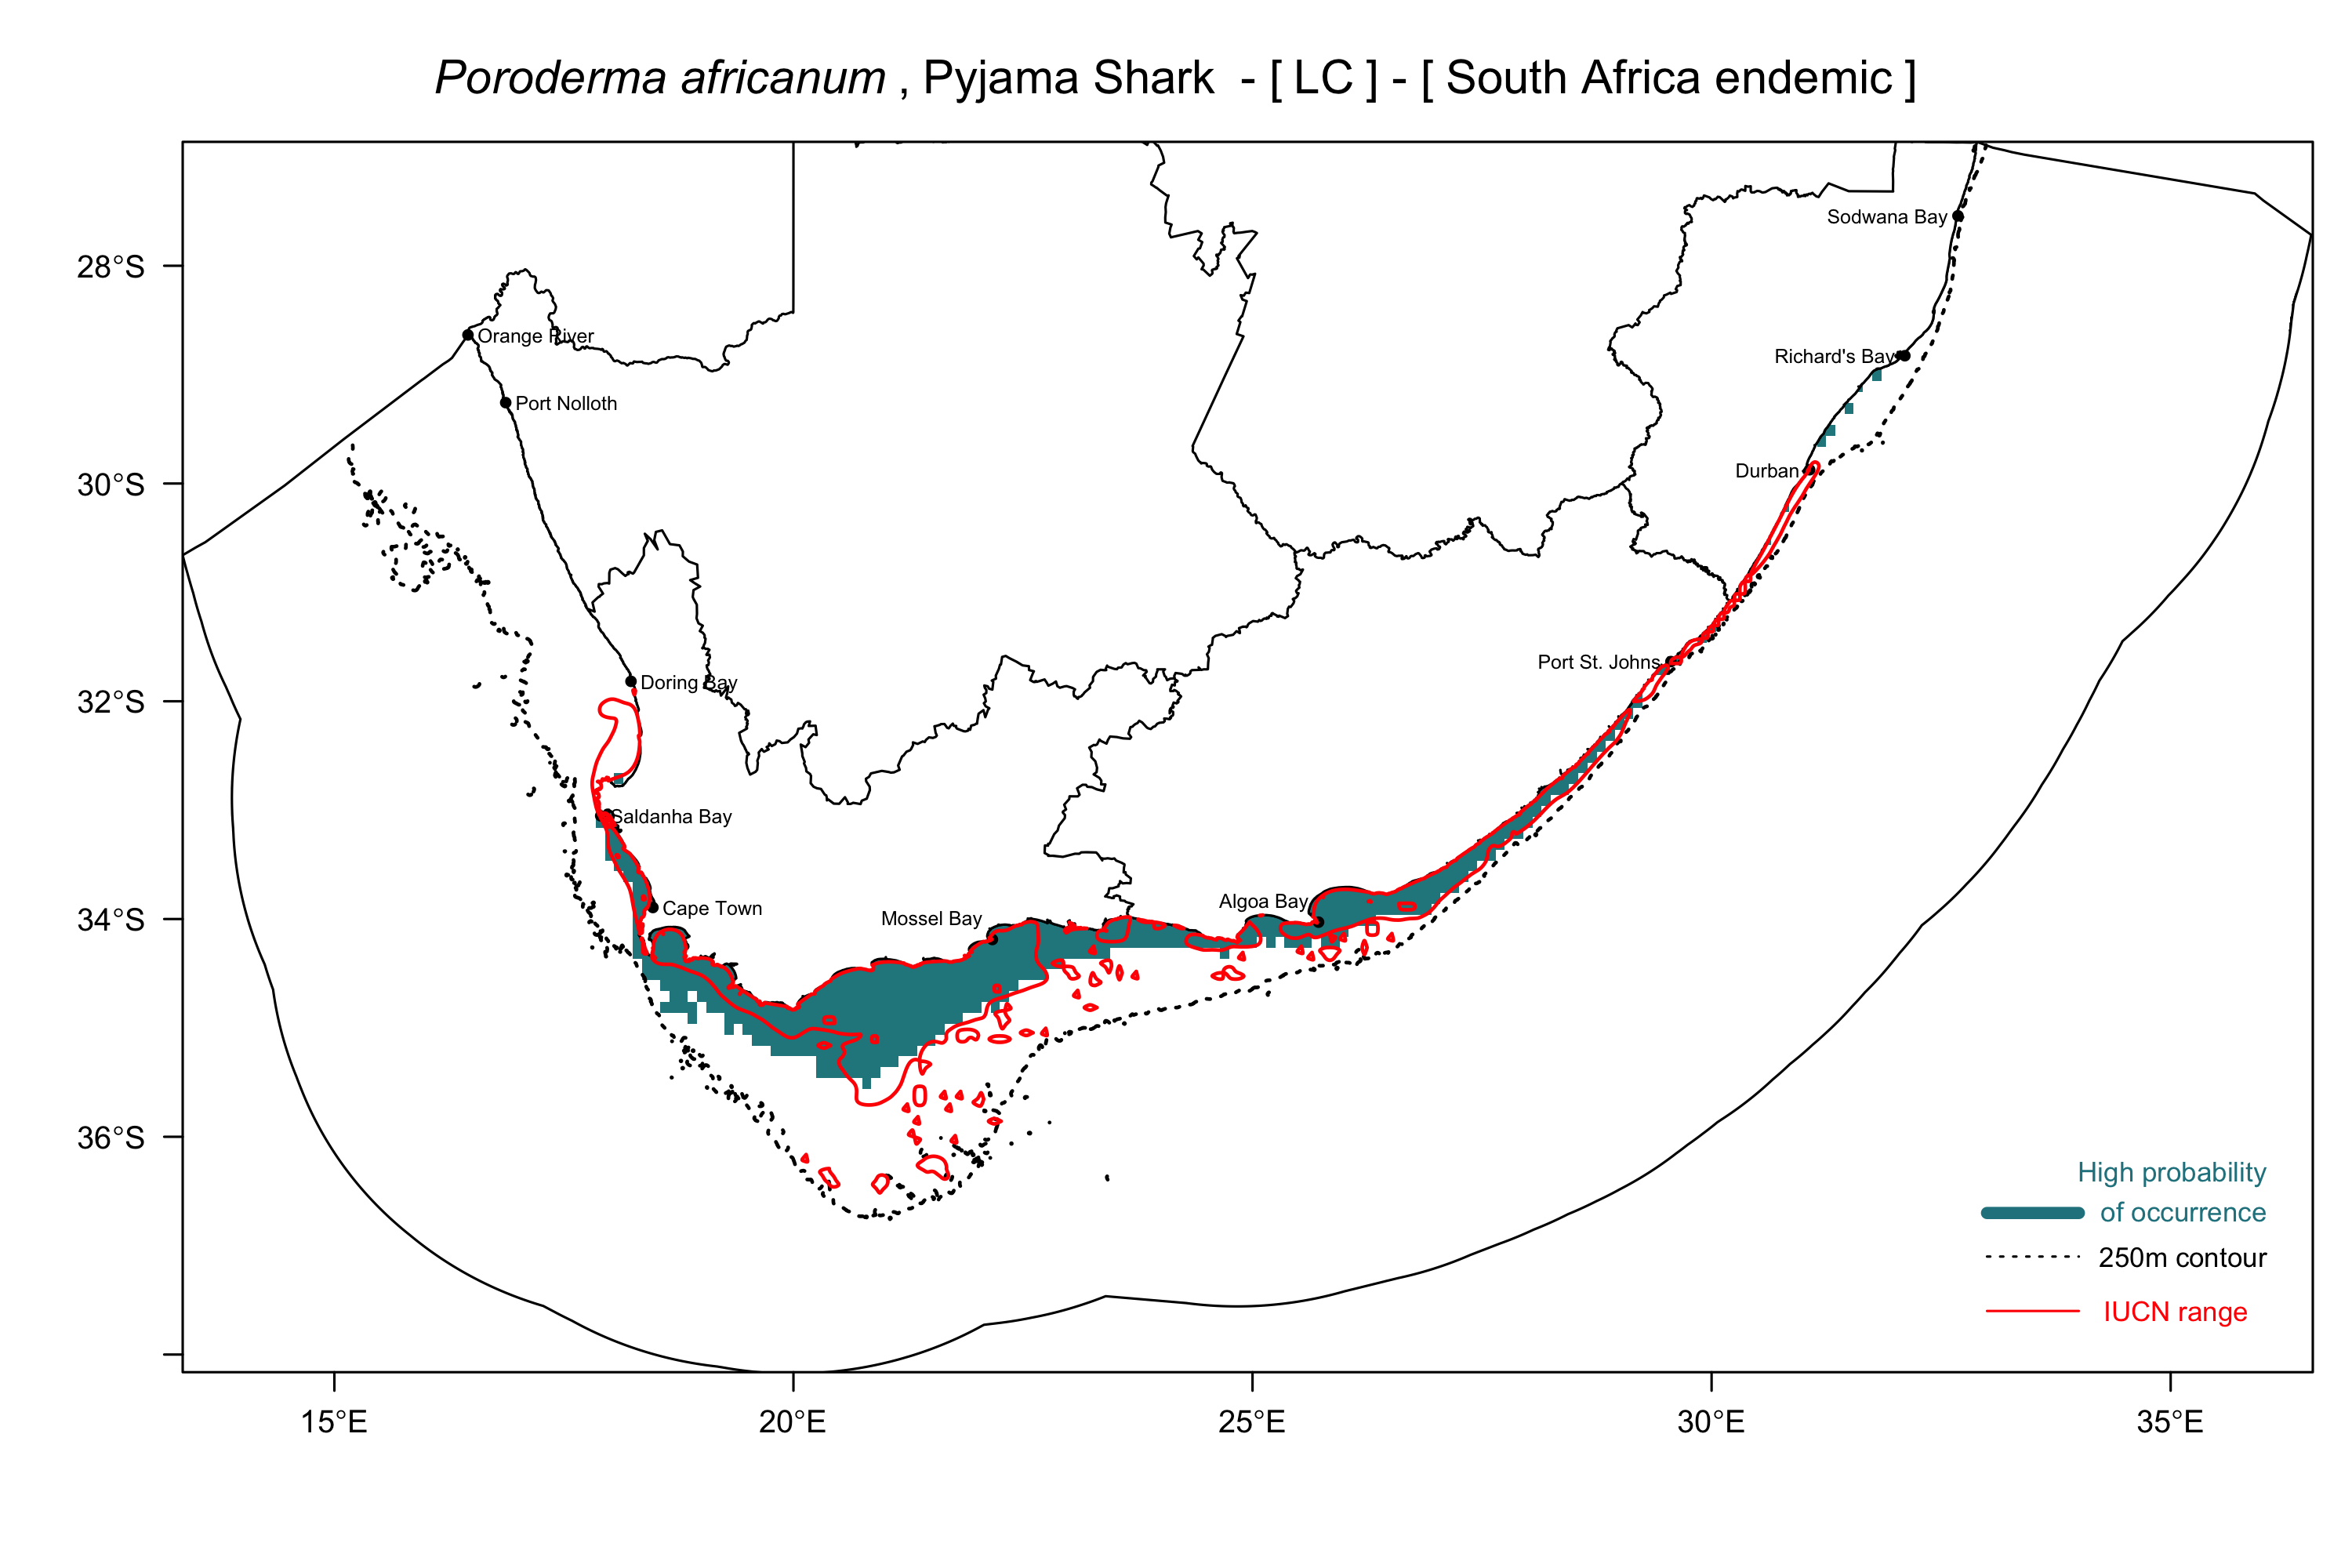 Poroderma africanum , Pyjama Shark - [ LC ] - [ South Africa endemic ]
Sodwana Bay
28°S
Orange River
Richard's Bay
Port Nolloth
Durban
30°S
Port St. Johns
Doring Bay
32°S
Saldanha Bay
Algoa Bay
Cape Town
Mossel Bay
34°S
36°S
High probability
of occurrence
250m contour
IUCN range
15°E
20°E
25°E
30°E
35°E